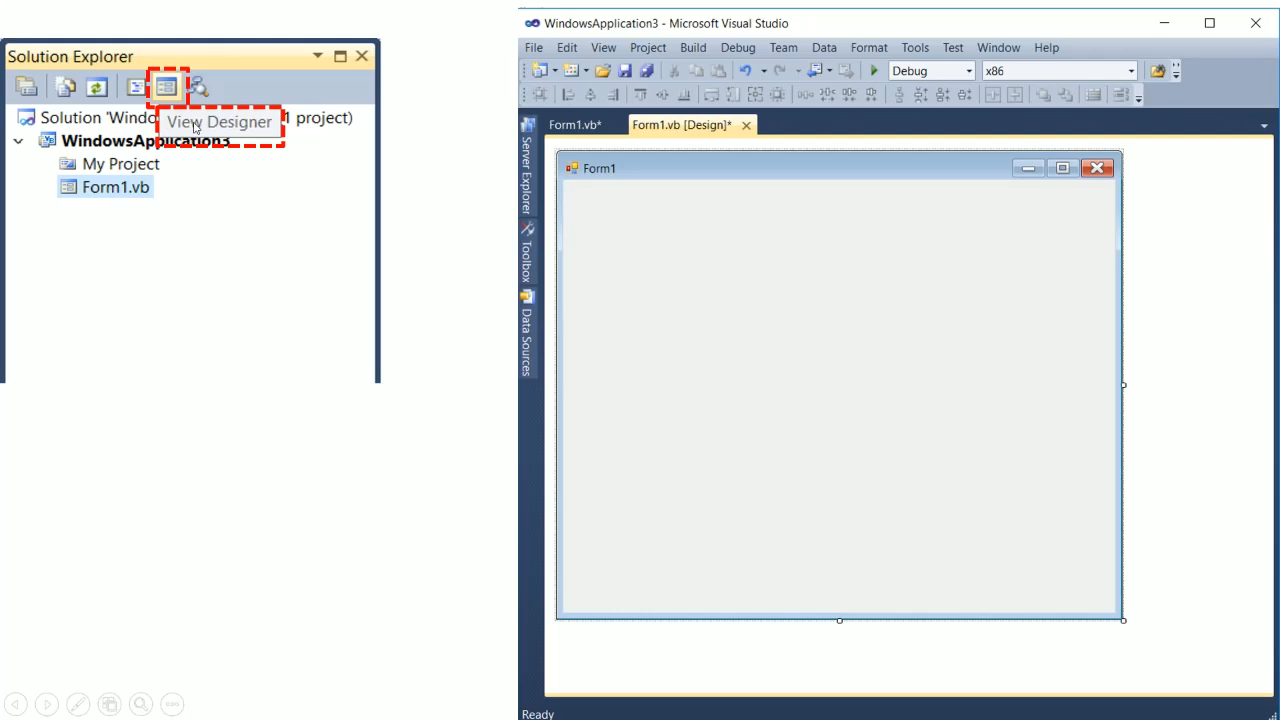 Solution Explorer
Solution 'Windo
1 project)
View Designer
WindowsApplication3
My Project
Form1.vb
WindowsApplication3 - Microsoft Visual Studio
File Edit View Project Build Debug Team Data Format Tools Test Window Help
Debug x86
Form1.vb* Form1.vb [Design]*
Server Explorer
Toolbox
Data Sources
Form1
Ready